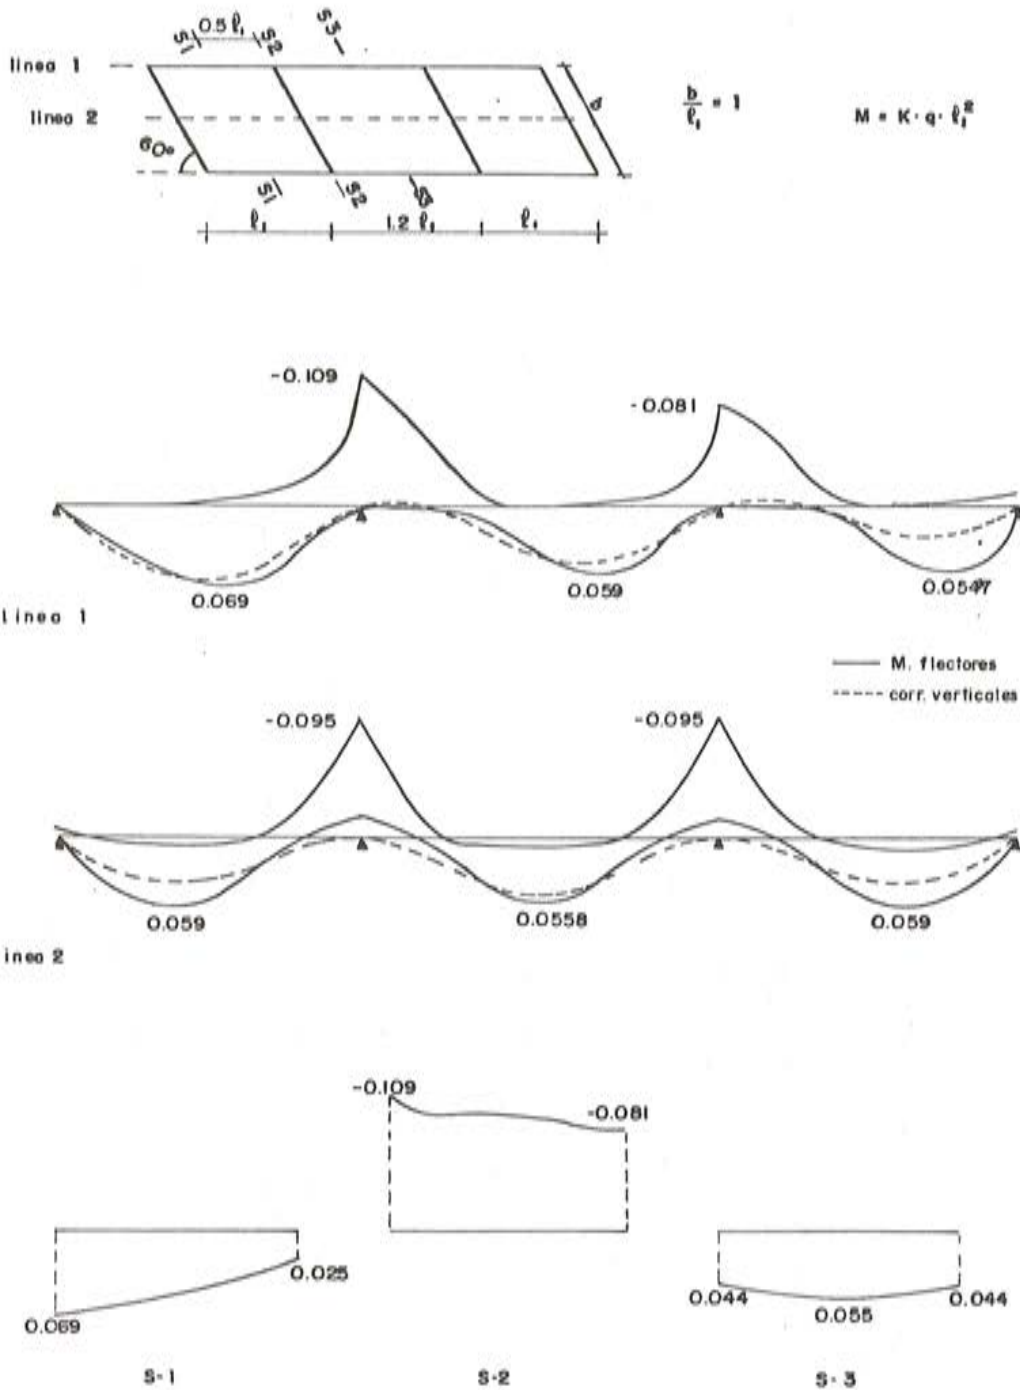 S1 0.5 ℓ₁ S2 S3
linea 1
linea 2
60°
b
b/ℓ₁ = 1
M = K · q · ℓ₁²
S1 S2 S3
ℓ₁ 1.2 ℓ₁ ℓ₁
-0.109
-0.081
0.069
0.059
0.0547
linea 1
M. flectores
corr. verticales
-0.095
-0.095
0.059
0.0558
0.059
inea 2
-0.109
-0.081
0.025
0.069
0.044
0.055
0.044
S-1
S-2
S-3